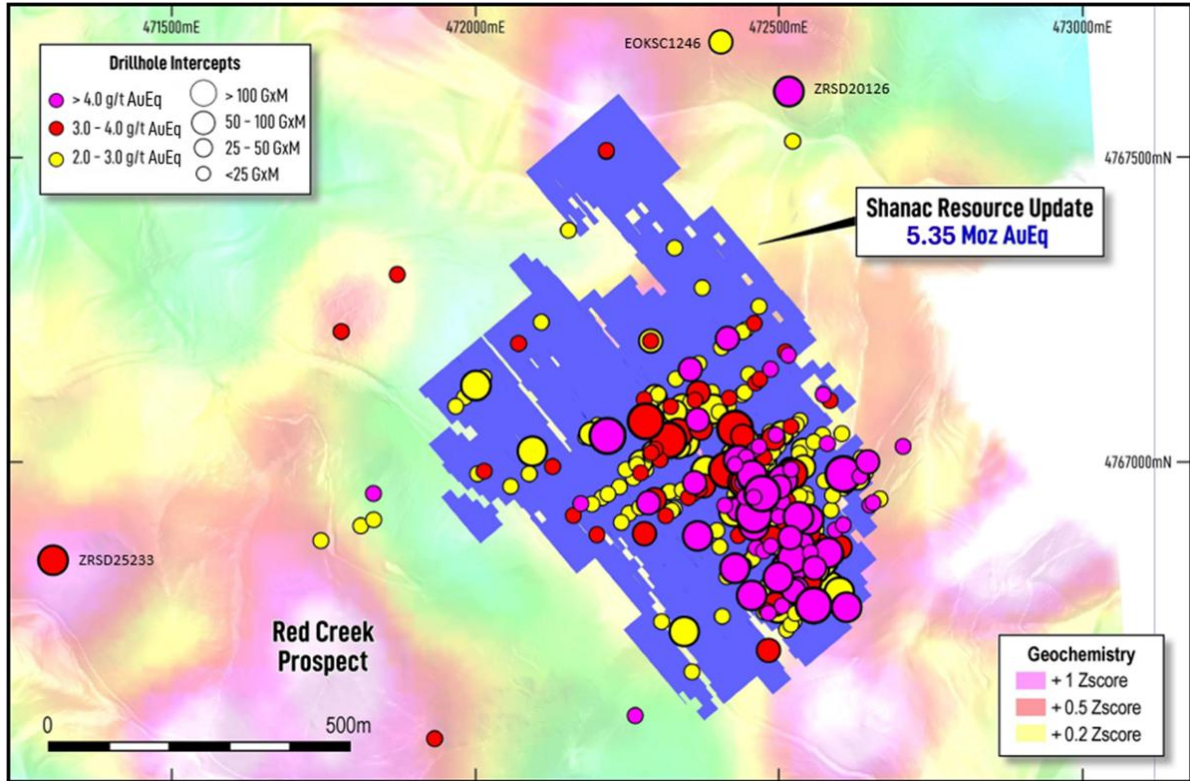 471500mE
472000mE
472500mE
473000mE
Drillhole Intercepts
> 4.0 g/t AuEq
3.0 - 4.0 g/t AuEq
2.0 - 3.0 g/t AuEq
> 100 GxM
50 - 100 GxM
25 - 50 GxM
<25 GxM
EOKSC1246
ZRSD20126
4767500mN
Shanac Resource Update
5.35 Moz AuEq
4767000mN
ZRSD25233
Red Creek
Prospect
0
500m
Geochemistry
+ 1 Zscore
+ 0.5 Zscore
+ 0.2 Zscore